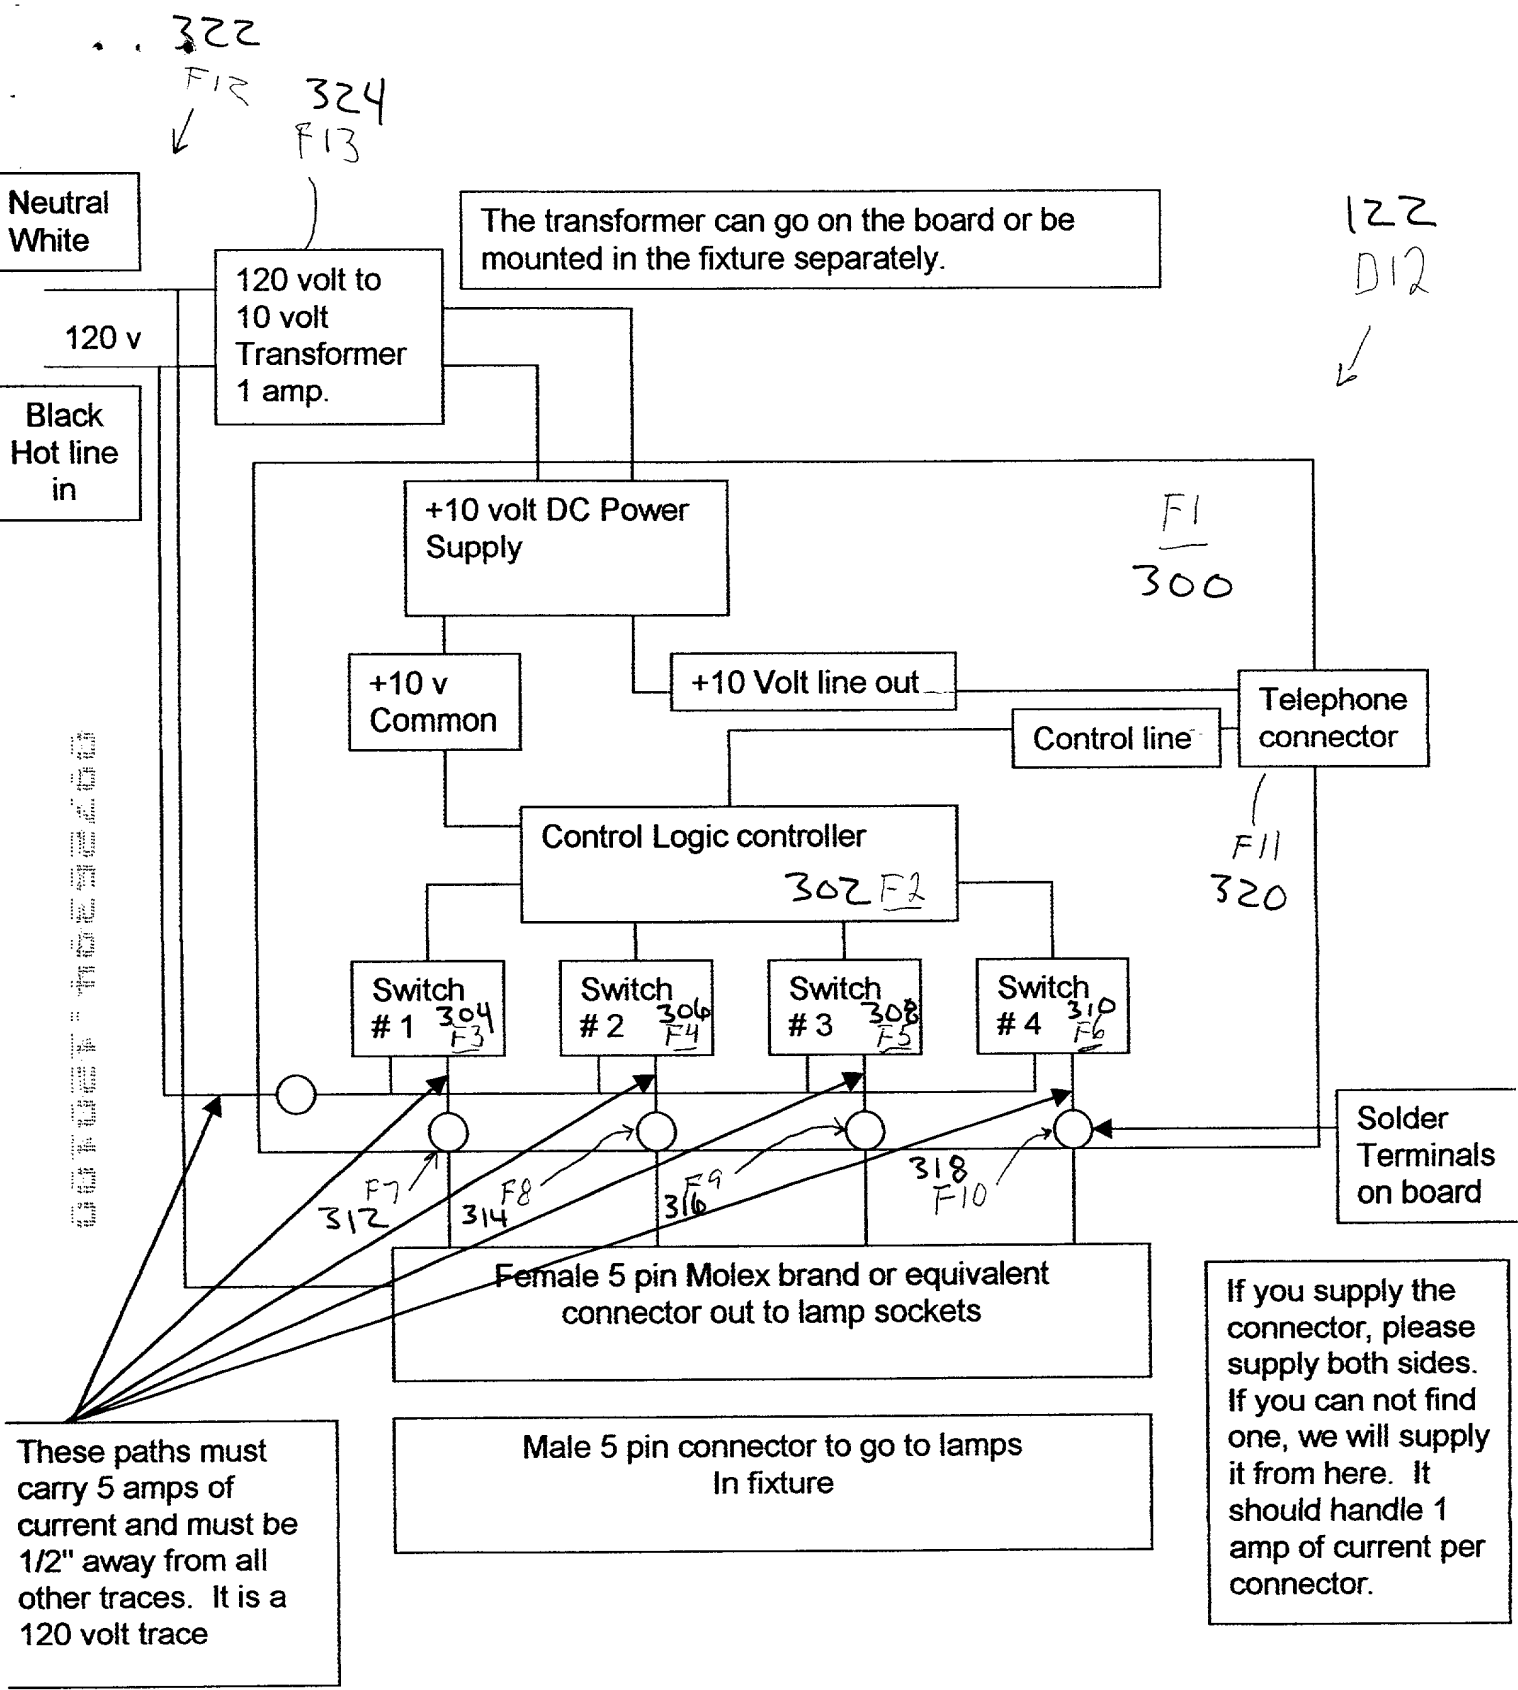 322
F12
324
F13
Neutral
White
The transformer can go on the board or be
mounted in the fixture separately.
122
D12
120 volt to
10 volt
Transformer
1 amp.
120 v
Black
Hot line
in
+10 volt DC Power
Supply
F1
300
+10 v
Common
+10 Volt line out
Telephone
connector
Control line
Control Logic controller
302 F2
F11
320
Switch
# 1 304
F3
Switch
# 2 306
F4
Switch
# 3 308
F5
Switch
# 4 310
F6
Solder
Terminals
on board
F7
312
F8
314
F9
316
318
F10
Female 5 pin Molex brand or equivalent
connector out to lamp sockets
If you supply the
connector, please
supply both sides.
If you can not find
one, we will supply
it from here. It
should handle 1
amp of current per
connector.
Male 5 pin connector to go to lamps
In fixture
These paths must
carry 5 amps of
current and must be
1/2" away from all
other traces. It is a
120 volt trace